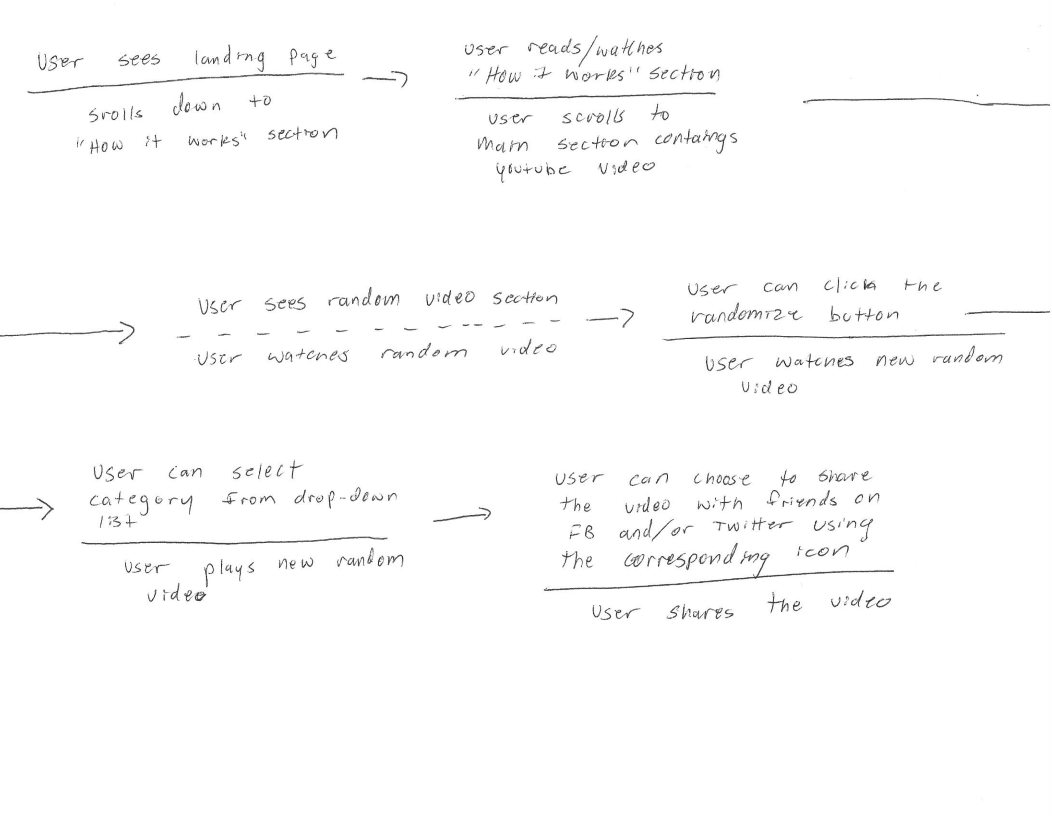 User sees landing page
srolls down to
"How it works" section
user reads/watches
"How it works" section
user scrolls to
main section contaings
youtube video
User sees random video section
User watches random video
User can click the
randomize button
User watches new random
video
User can select
category from drop-down
list
User plays new random
video
User can choose to share
the video with friends on
FB and/or Twitter using
the corresponding icon
User shares the video